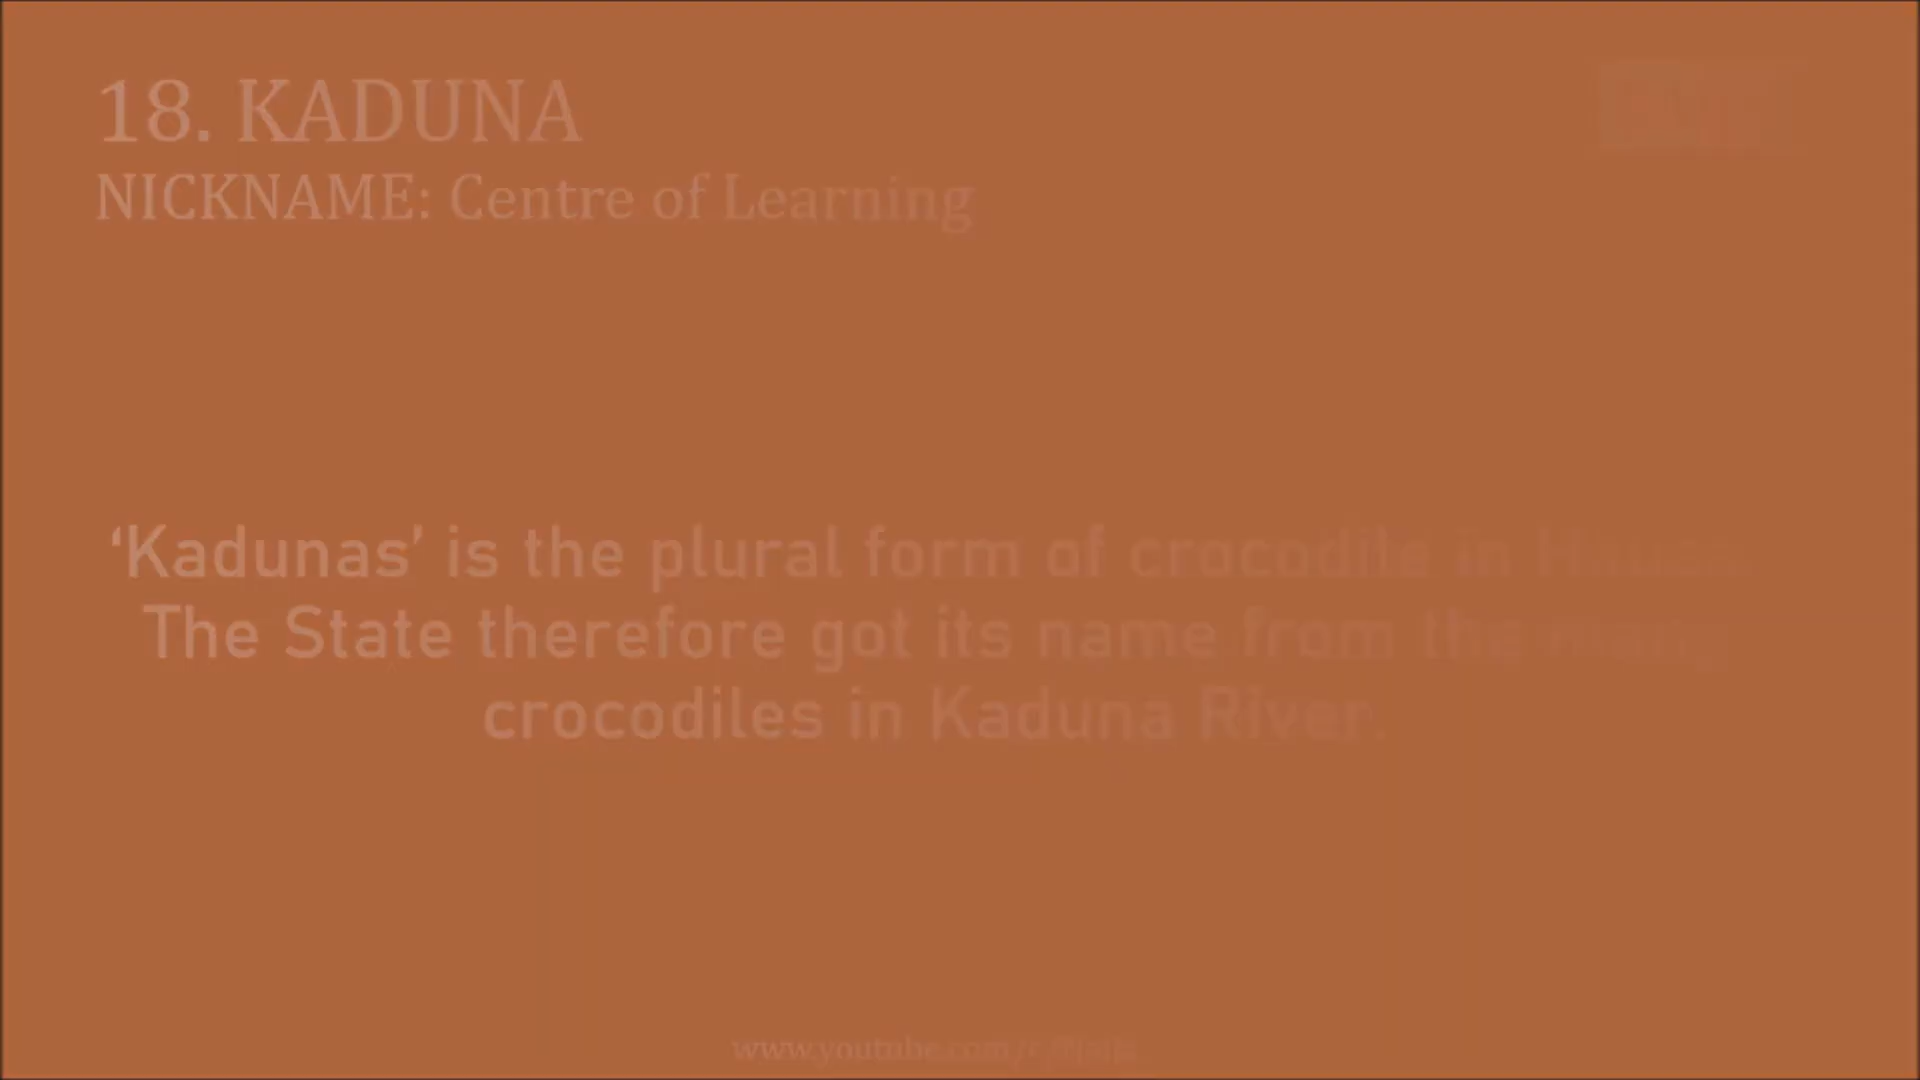 18. KADUNA
NICKNAME: Centre of Learning
‘Kadunas’ is the plural form of crocodile in Hausa.
The State therefore got its name from the many
crocodiles in Kaduna River.